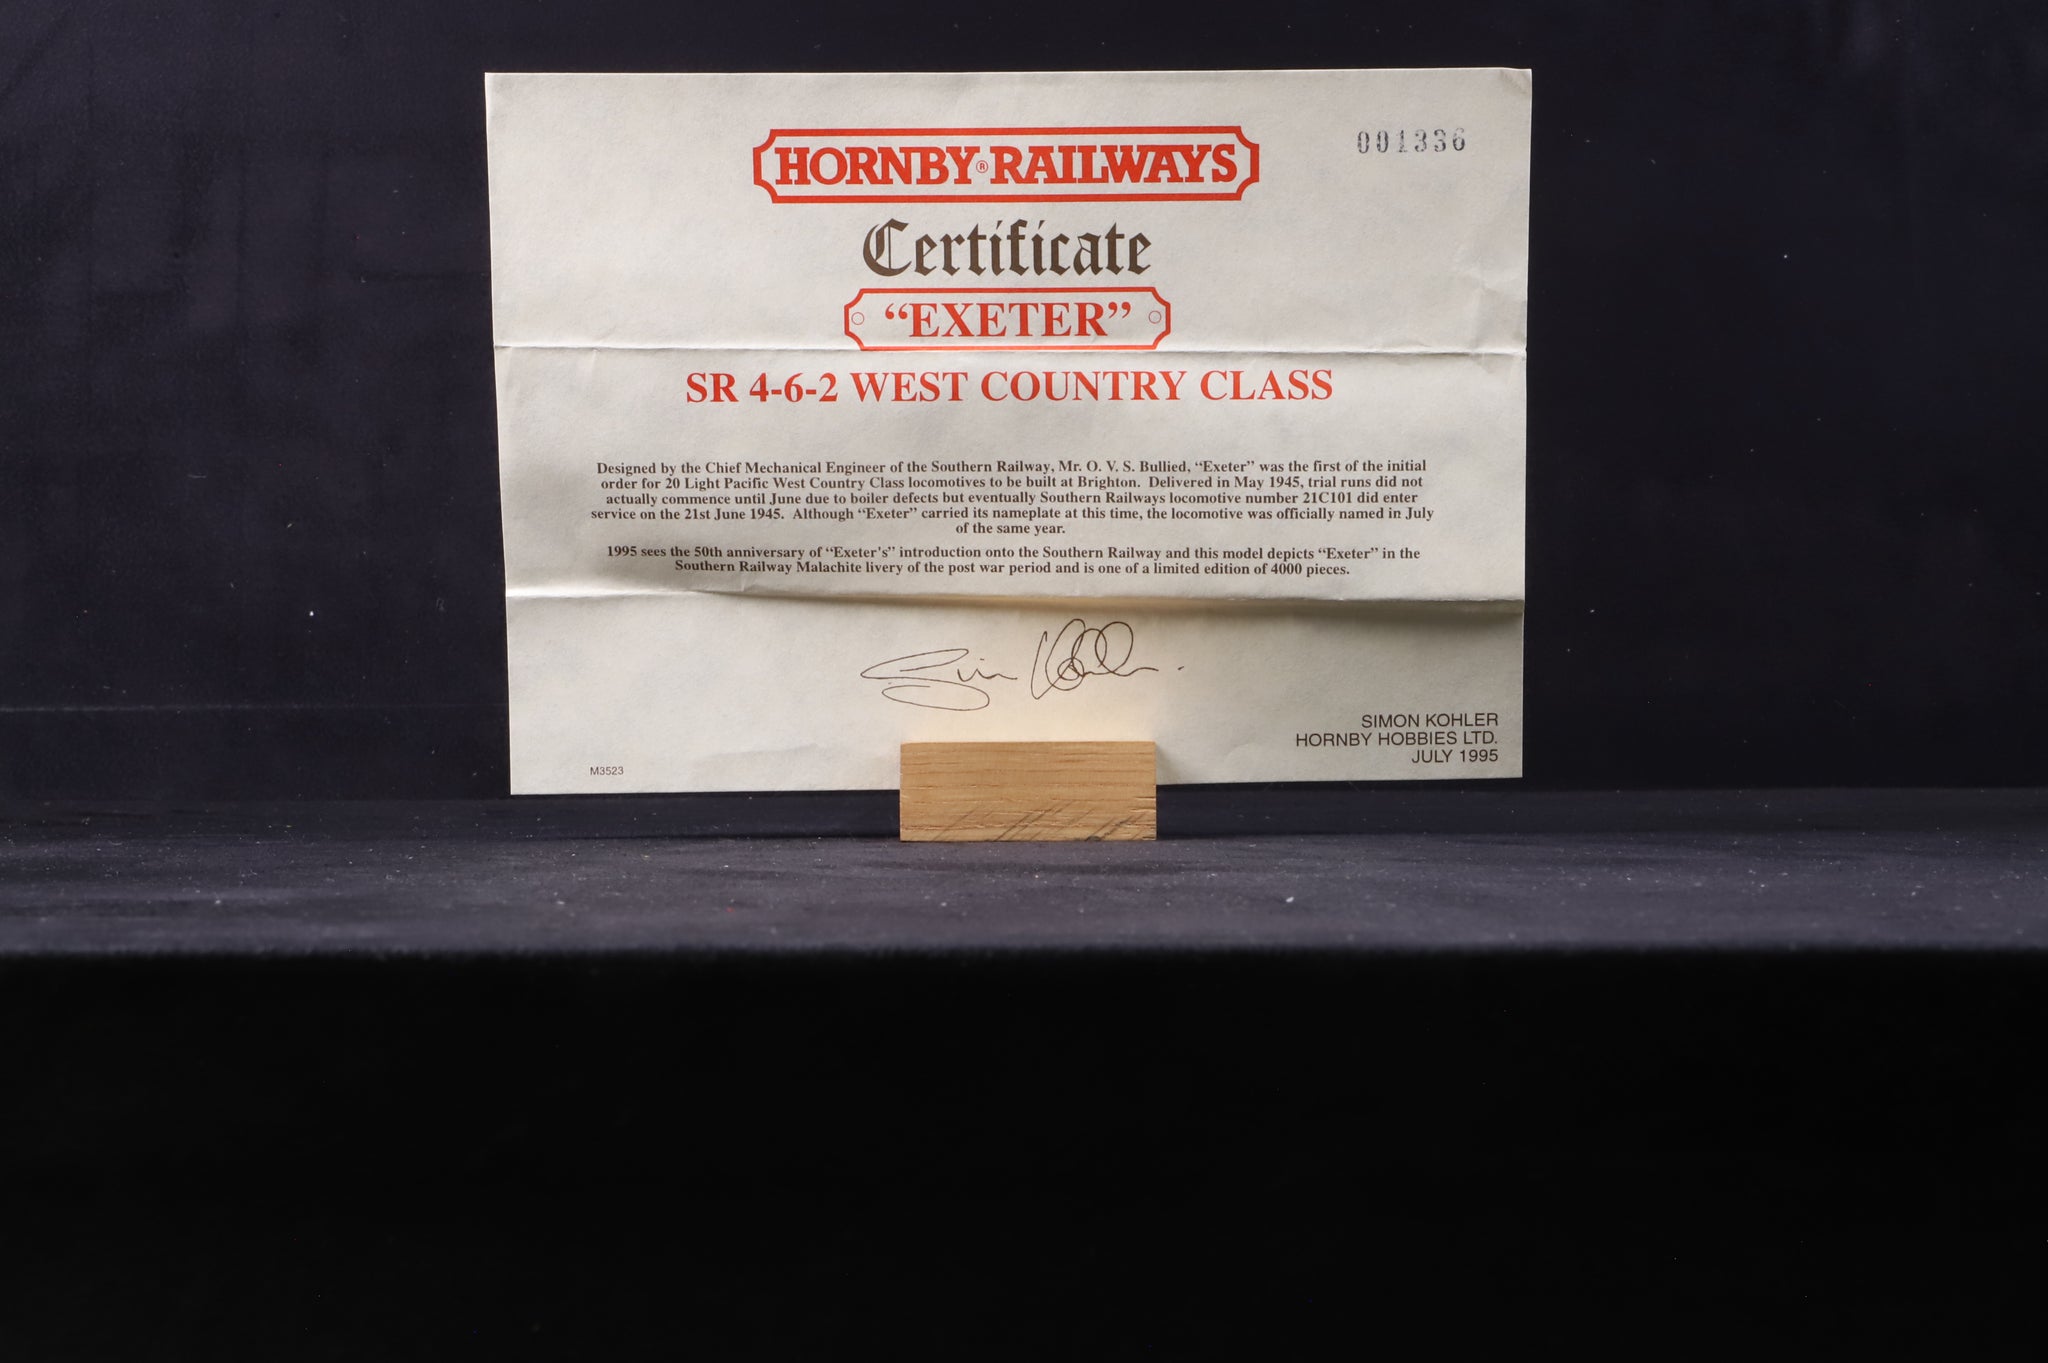 001336
HORNBY® RAILWAYS
Certificate
“EXETER”
SR 4-6-2 WEST COUNTRY CLASS
Designed by the Chief Mechanical Engineer of the Southern Railway, Mr. O. V. S. Bullied, “Exeter” was the first of the initial
order for 20 Light Pacific West Country Class locomotives to be built at Brighton. Delivered in May 1945, trial runs did not
actually commence until June due to boiler defects but eventually Southern Railways locomotive number 21C101 did enter
service on the 21st June 1945. Although “Exeter” carried its nameplate at this time, the locomotive was officially named in July
of the same year.
1995 sees the 50th anniversary of “Exeter's” introduction onto the Southern Railway and this model depicts “Exeter” in the
Southern Railway Malachite livery of the post war period and is one of a limited edition of 4000 pieces.
Simon Kohler.
SIMON KOHLER
HORNBY HOBBIES LTD.
JULY 1995
M3523